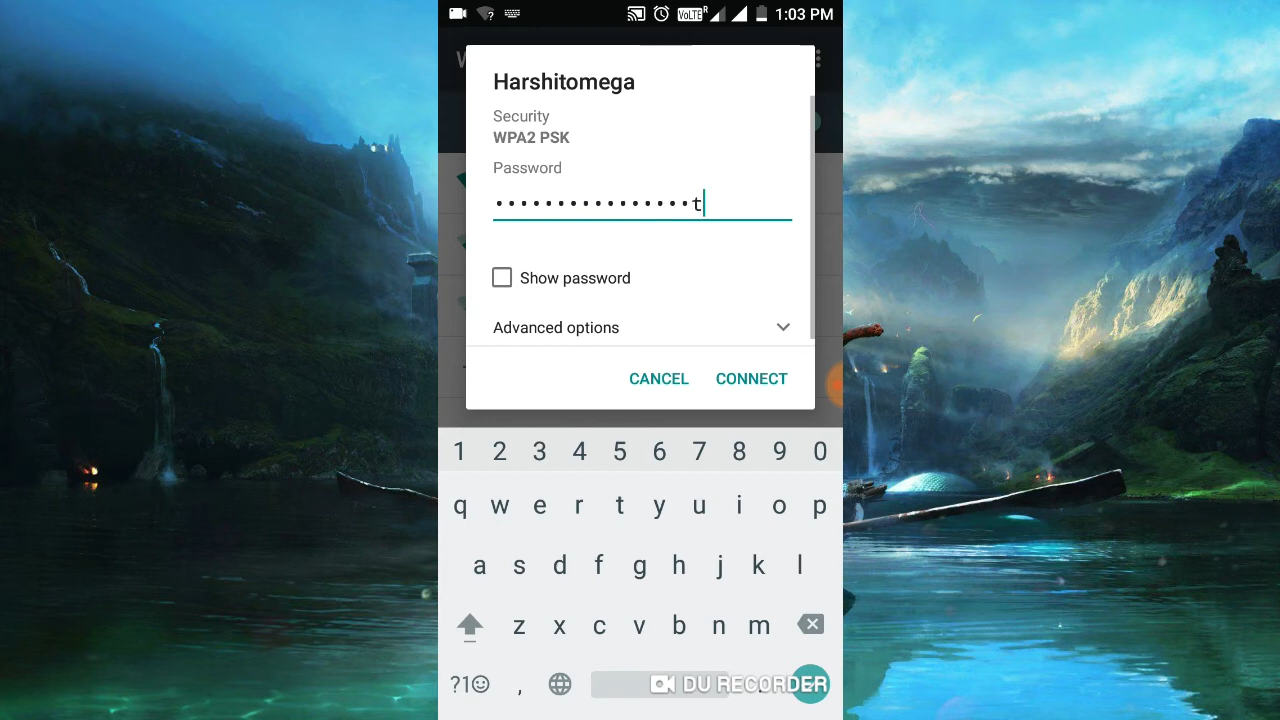 VoLTE R 1:03 PM
W
Harshitomega
Security
WPA2 PSK
Password
••••••••••••••••t
Show password
Advanced options
CANCEL CONNECT
1 2 3 4 5 6 7 8 9 0
q w e r t y u i o p
a s d f g h j k l
z x c v b n m
?1☺ , .
DU RECORDER